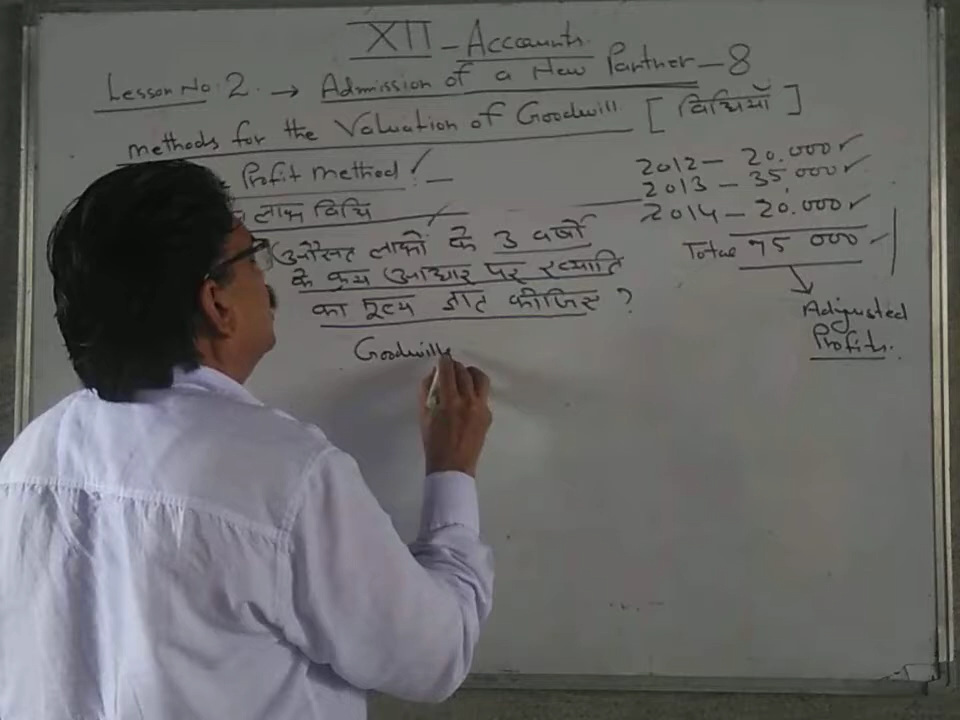 XII - Accounts
Lesson No. 2. → Admission of a New Partner - 8
methods for the Valuation of Goodwill [विधियाँ]
Profit method! -
लाभ विधि
औसत लाभों के 3 वर्षों
के क्रय आधार पर ख्याति
का मूल्य ज्ञात कीजिए ?
2012 - 20.000 ✓
2013 - 35,000 ✓
2014 - 20.000 ✓
Total 75 000
Adjusted
Profits.
Goodwill